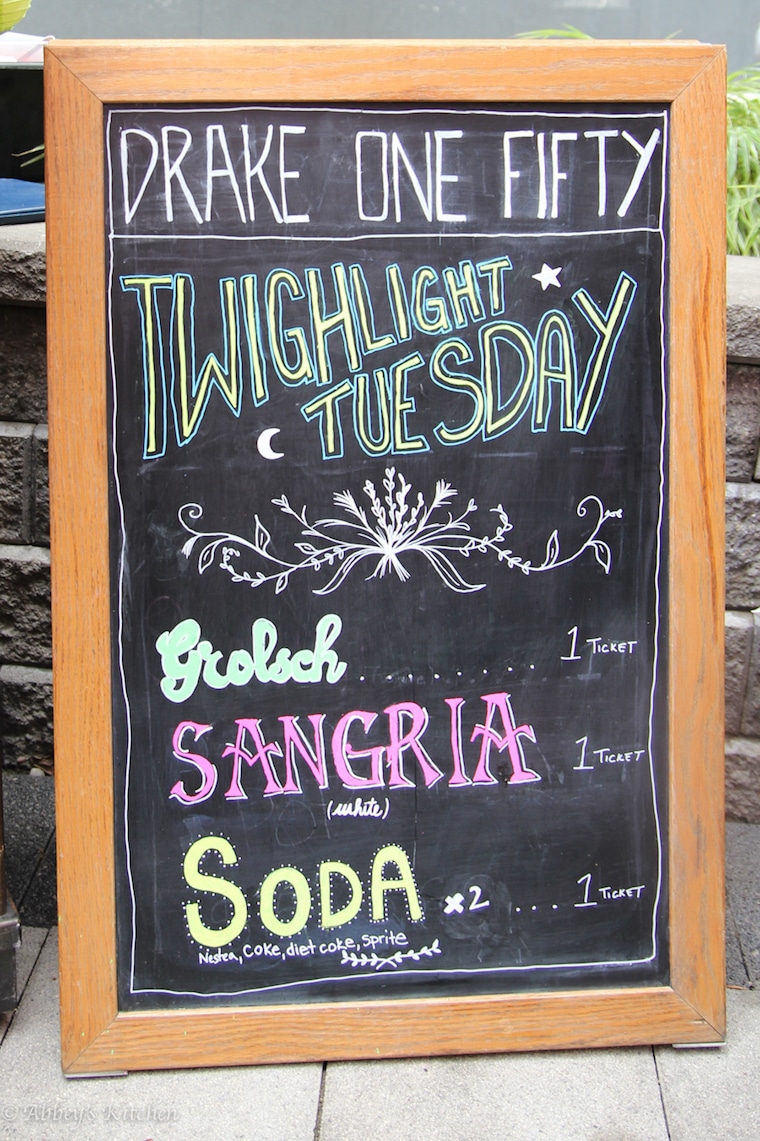 DRAKE ONE FIFTY
TWIGHLIGHT
TUESDAY
Grolsch ......... 1 TICKET
SANGRIA 1 TICKET
(white)
SODA x2 ... 1 TICKET
Nestea, Coke, diet coke, sprite
© Abbey's Kitchen